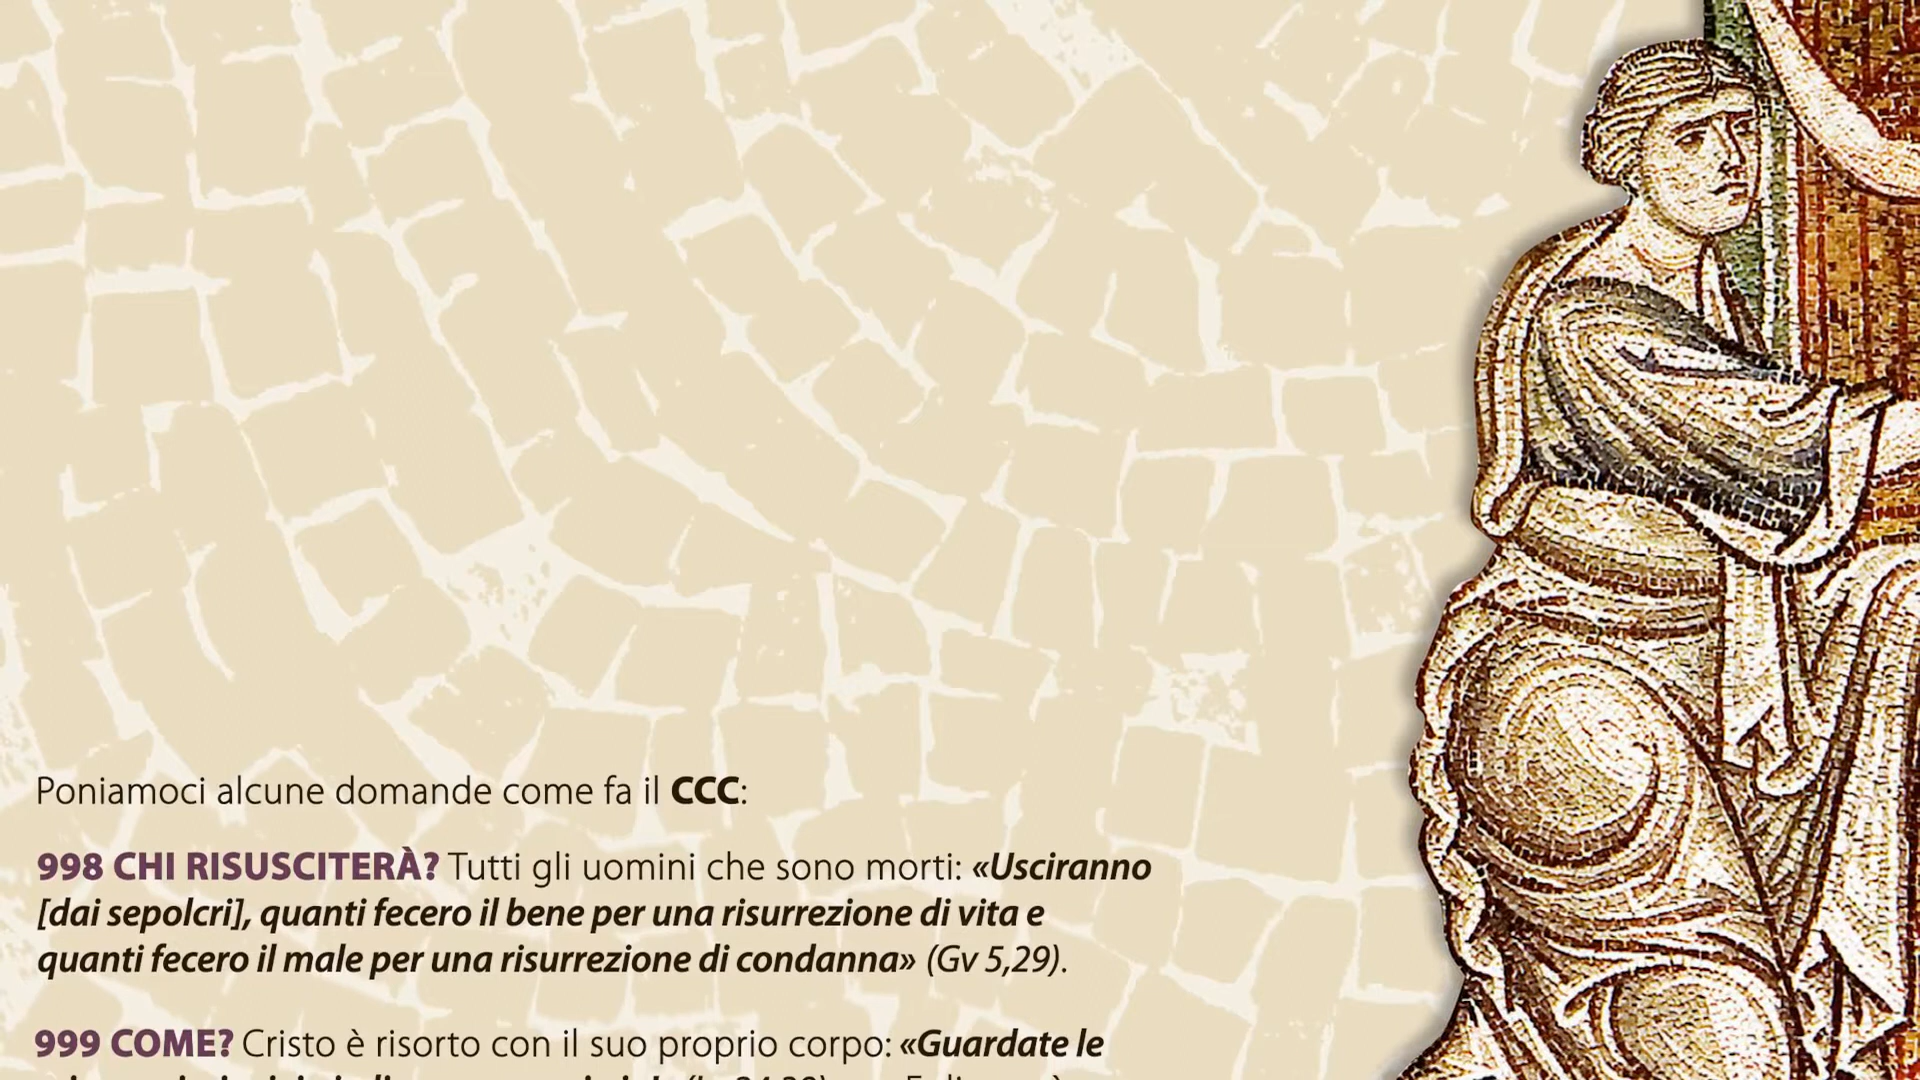 Poniamoci alcune domande come fa il CCC:
998 CHI RISUSCITERÀ? Tutti gli uomini che sono morti: «Usciranno
[dai sepolcri], quanti fecero il bene per una risurrezione di vita e
quanti fecero il male per una risurrezione di condanna» (Gv 5,29).
999 COME? Cristo è risorto con il suo proprio corpo: «Guardate le